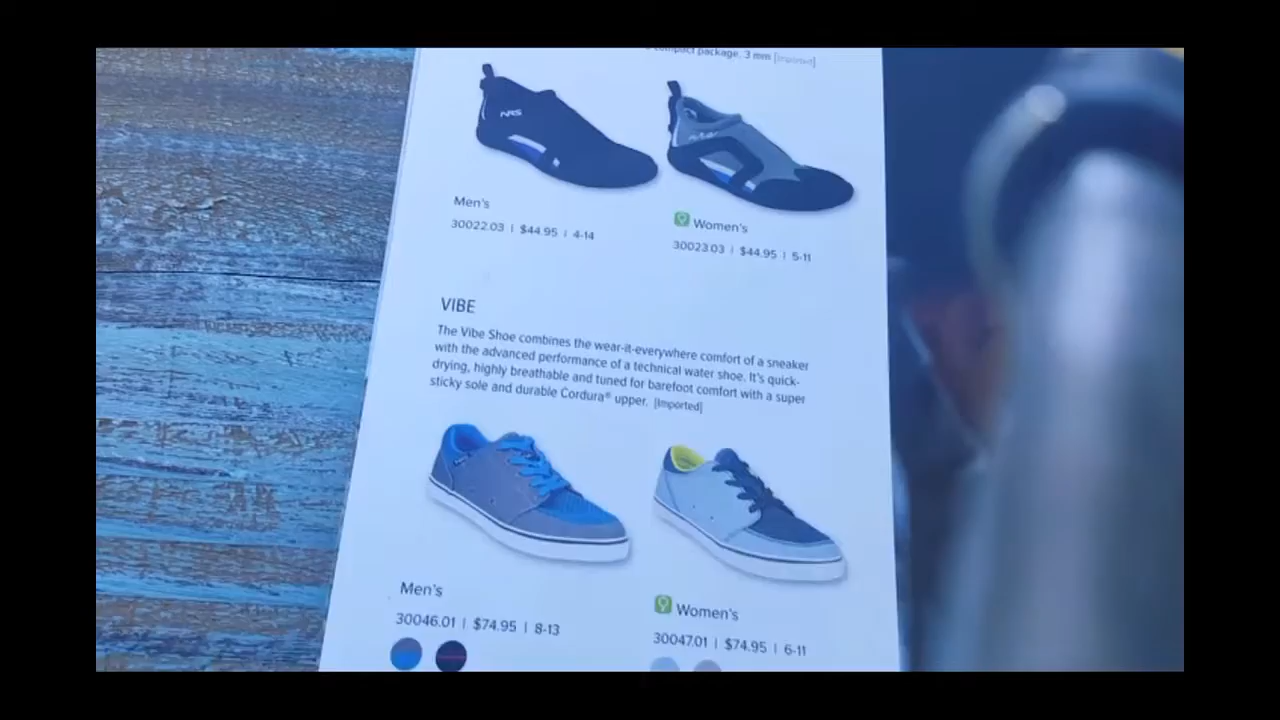 compact package, 3 mm [Imported]
NRS
Men's
30022.03 | $44.95 | 4-14
Women's
30023.03 | $44.95 | 5-11
VIBE
The Vibe Shoe combines the wear-it-everywhere comfort of a sneaker
with the advanced performance of a technical water shoe. It's quick-
drying, highly breathable and tuned for barefoot comfort with a super
sticky sole and durable Cordura® upper. [Imported]
Men's
30046.01 | $74.95 | 8-13
Women's
30047.01 | $74.95 | 6-11